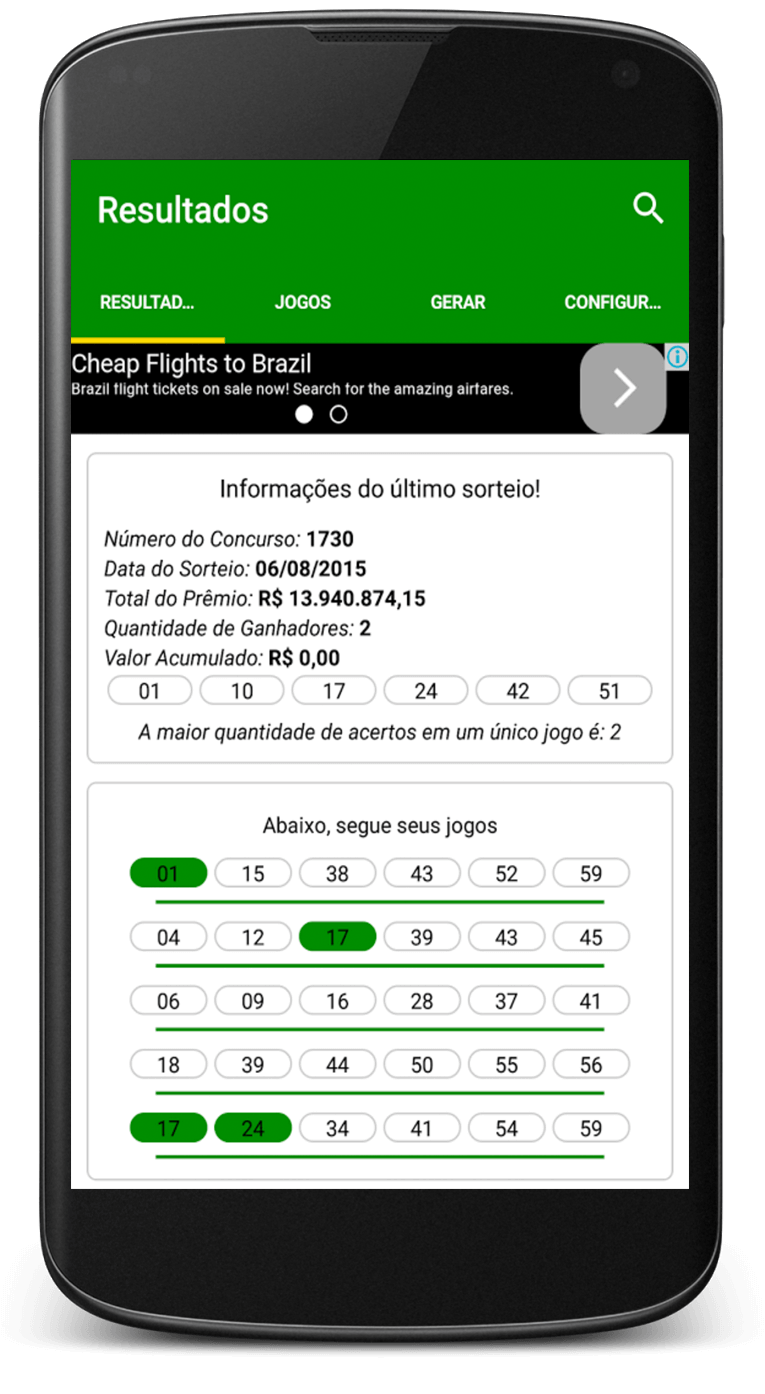 Resultados
RESULTAD... JOGOS GERAR CONFIGUR...
Cheap Flights to Brazil
Brazil flight tickets on sale now! Search for the amazing airfares.
Informações do último sorteio!
Número do Concurso: 1730
Data do Sorteio: 06/08/2015
Total do Prêmio: R$ 13.940.874,15
Quantidade de Ganhadores: 2
Valor Acumulado: R$ 0,00
01 10 17 24 42 51
A maior quantidade de acertos em um único jogo é: 2
Abaixo, segue seus jogos
01 15 38 43 52 59
04 12 17 39 43 45
06 09 16 28 37 41
18 39 44 50 55 56
17 24 34 41 54 59